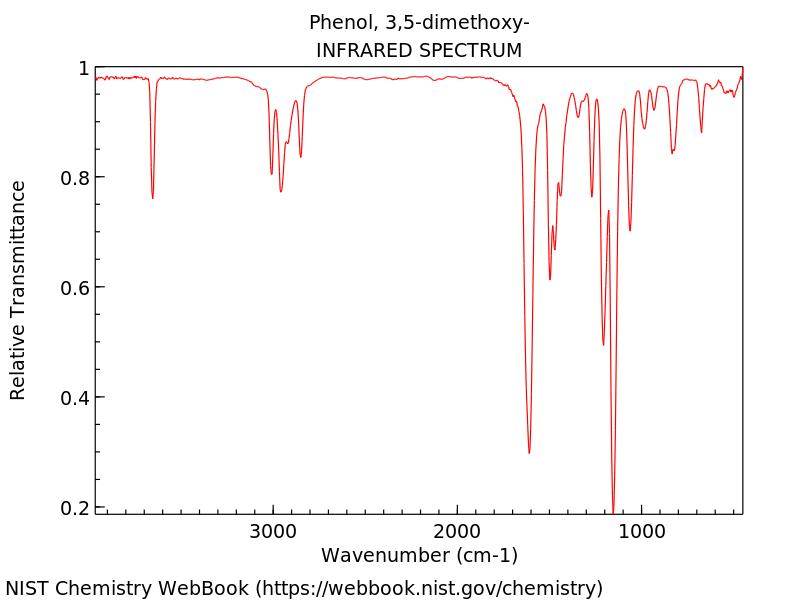 Phenol, 3,5-dimethoxy-
INFRARED SPECTRUM
1
0.8
0.6
0.4
0.2
Relative Transmittance
3000
2000
1000
Wavenumber (cm-1)
NIST Chemistry WebBook (https://webbook.nist.gov/chemistry)